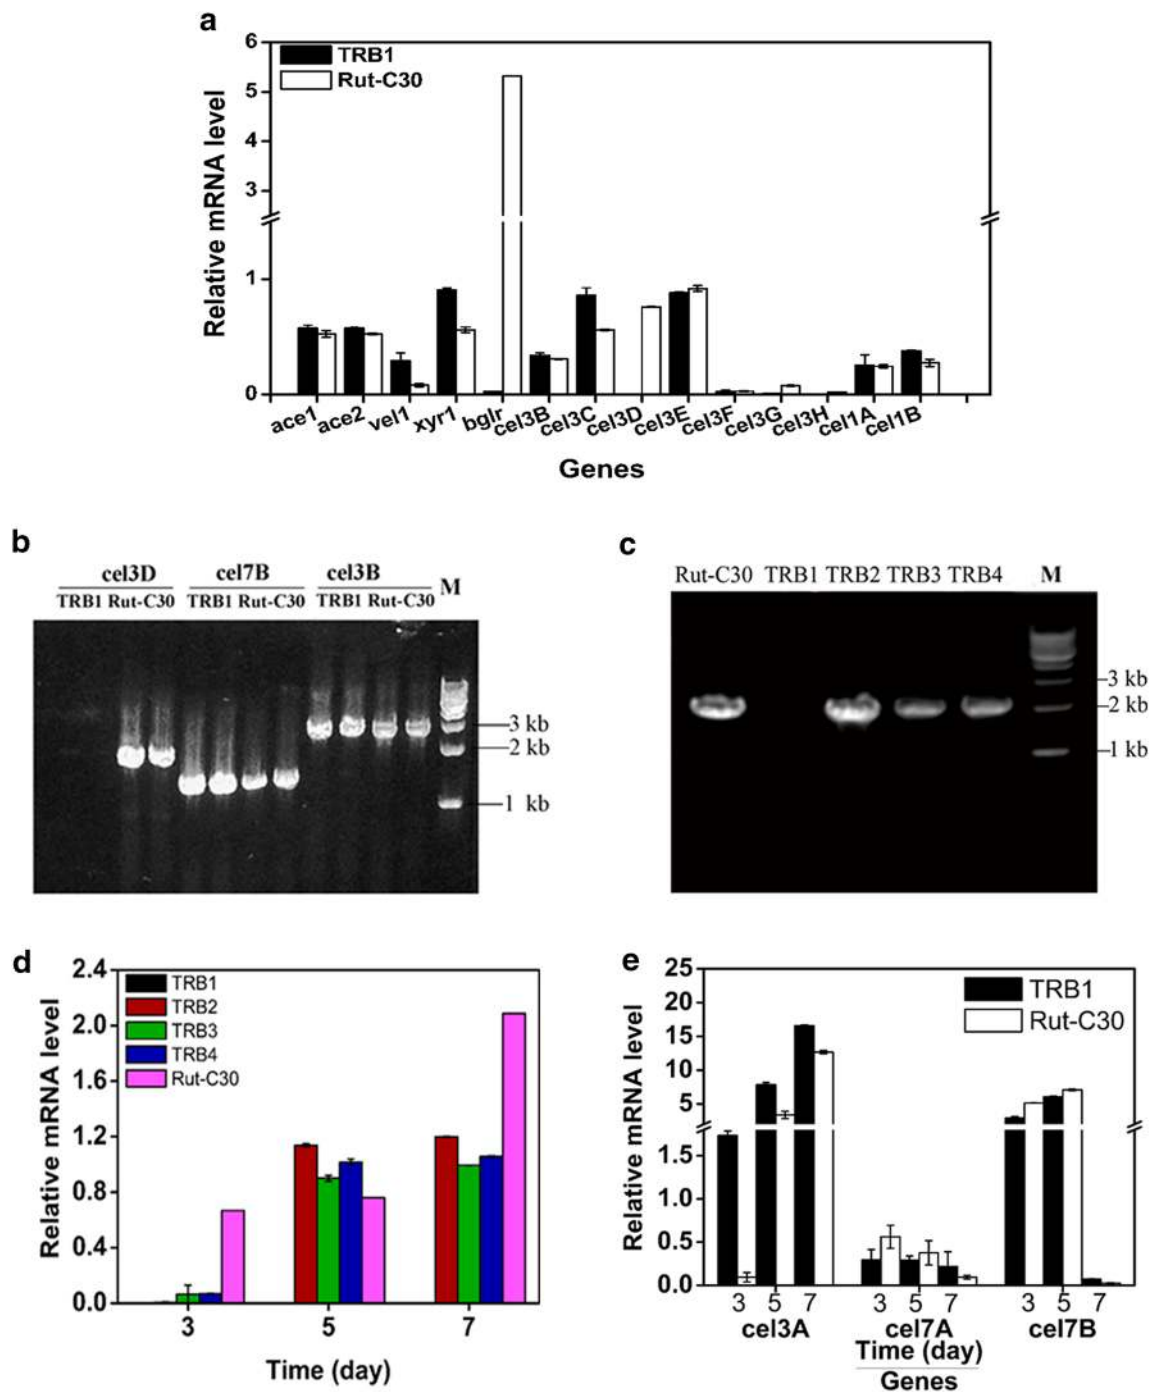 a
6
5
4
3
1
0
TRB1
Rut-C30
Relative mRNA level
ace1 ace2 vel1 xyr1 bglr cel3B cel3C cel3D cel3E cel3F cel3G cel3H cel1A cel1B
Genes
b
cel3D cel7B cel3B M
TRB1 Rut-C30 TRB1 Rut-C30 TRB1 Rut-C30
3 kb
2 kb
1 kb
c
Rut-C30 TRB1 TRB2 TRB3 TRB4 M
3 kb
2 kb
1 kb
d
2.4
2.0
1.6
1.2
0.8
0.4
0.0
TRB1
TRB2
TRB3
TRB4
Rut-C30
Relative mRNA level
3 5 7
Time (day)
e
25
20
15
10
5
1.5
1.0
0.5
0.0
TRB1
Rut-C30
Relative mRNA level
3 5 7 3 5 7 3 5 7
cel3A cel7A cel7B
Time (day)
Genes